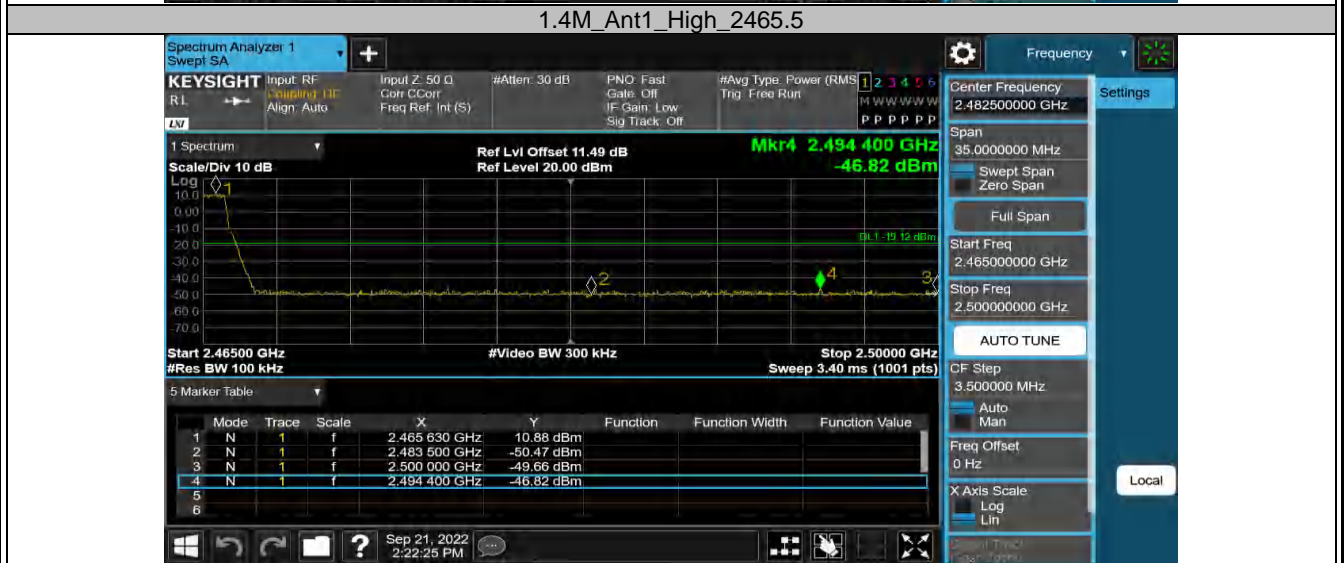 1.4M_Ant1_High_2465.5
Spectrum Analyzer 1
Swept SA
Frequency
KEYSIGHT
RL
LXI
Input: RF
Align: Auto
Input Z: 50 Ω
Corr CCorr
Freq Ref: Int (S)
#Atten: 30 dB
PNO: Fast
Gate: Off
IF Gain: Low
Sig Track: Off
#Avg Type: Power (RMS
Trig: Free Run
1 2 3 4 5 6
M W W W W W
P P P P P P
Center Frequency
2.482500000 GHz
Settings
Span
35.0000000 MHz
Swept Span
Zero Span
Full Span
Start Freq
2.465000000 GHz
Stop Freq
2.500000000 GHz
AUTO TUNE
CF Step
3.500000 MHz
Auto
Man
Freq Offset
0 Hz
X Axis Scale
Log
Lin
Local
1 Spectrum
Scale/Div 10 dB
Ref Lvl Offset 11.49 dB
Ref Level 20.00 dBm
Mkr4 2.494 400 GHz
-46.82 dBm
Log
10.0
0.00
-10.0
-20.0
-30.0
-40.0
-50.0
-60.0
-70.0
1
2
4
3
DL1 -19.12 dBm
Start 2.46500 GHz
#Video BW 300 kHz
Stop 2.50000 GHz
#Res BW 100 kHz
Sweep 3.40 ms (1001 pts)
5 Marker Table
Mode Trace Scale X Y Function Function Width Function Value
1 N 1 f 2.465 630 GHz 10.88 dBm
2 N 1 f 2.483 500 GHz -50.47 dBm
3 N 1 f 2.500 000 GHz -49.66 dBm
4 N 1 f 2.494 400 GHz -46.82 dBm
5
6
Sep 21, 2022
2:22:25 PM